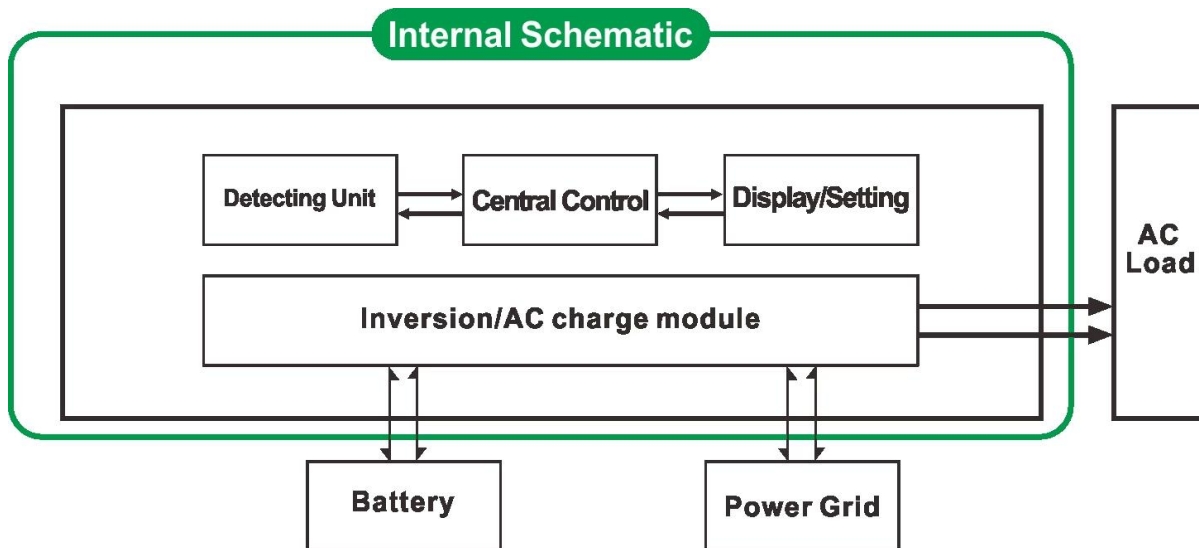 Internal Schematic
Detecting Unit
Central Control
Display/Setting
AC
Load
Inversion/AC charge module
Battery
Power Grid